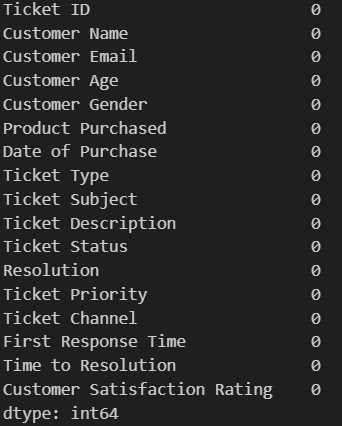 Ticket ID 0
Customer Name 0
Customer Email 0
Customer Age 0
Customer Gender 0
Product Purchased 0
Date of Purchase 0
Ticket Type 0
Ticket Subject 0
Ticket Description 0
Ticket Status 0
Resolution 0
Ticket Priority 0
Ticket Channel 0
First Response Time 0
Time to Resolution 0
Customer Satisfaction Rating 0
dtype: int64